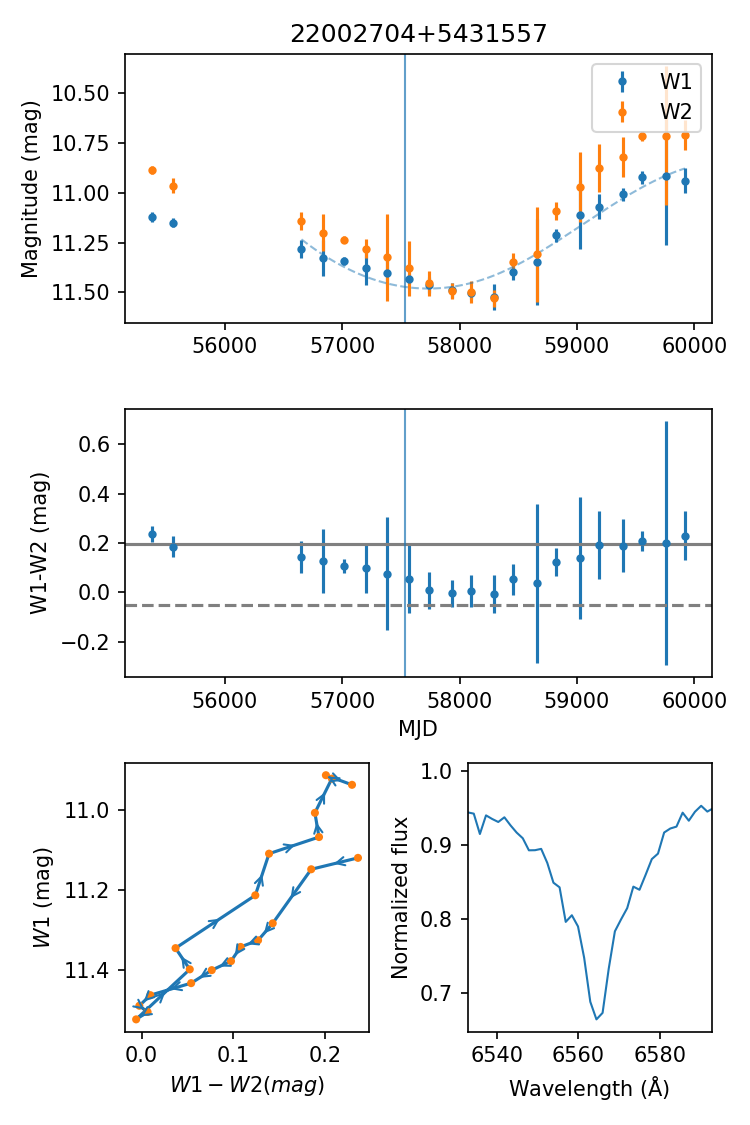 22002704+5431557
W1
W2
Magnitude (mag)
10.50
10.75
11.00
11.25
11.50
56000 57000 58000 59000 60000
W1-W2 (mag)
0.6
0.4
0.2
0.0
−0.2
56000 57000 58000 59000 60000
MJD
W1 (mag)
11.0
11.2
11.4
0.0 0.1 0.2
W1 − W2(mag)
Normalized flux
1.0
0.9
0.8
0.7
6540 6560 6580
Wavelength (Å)